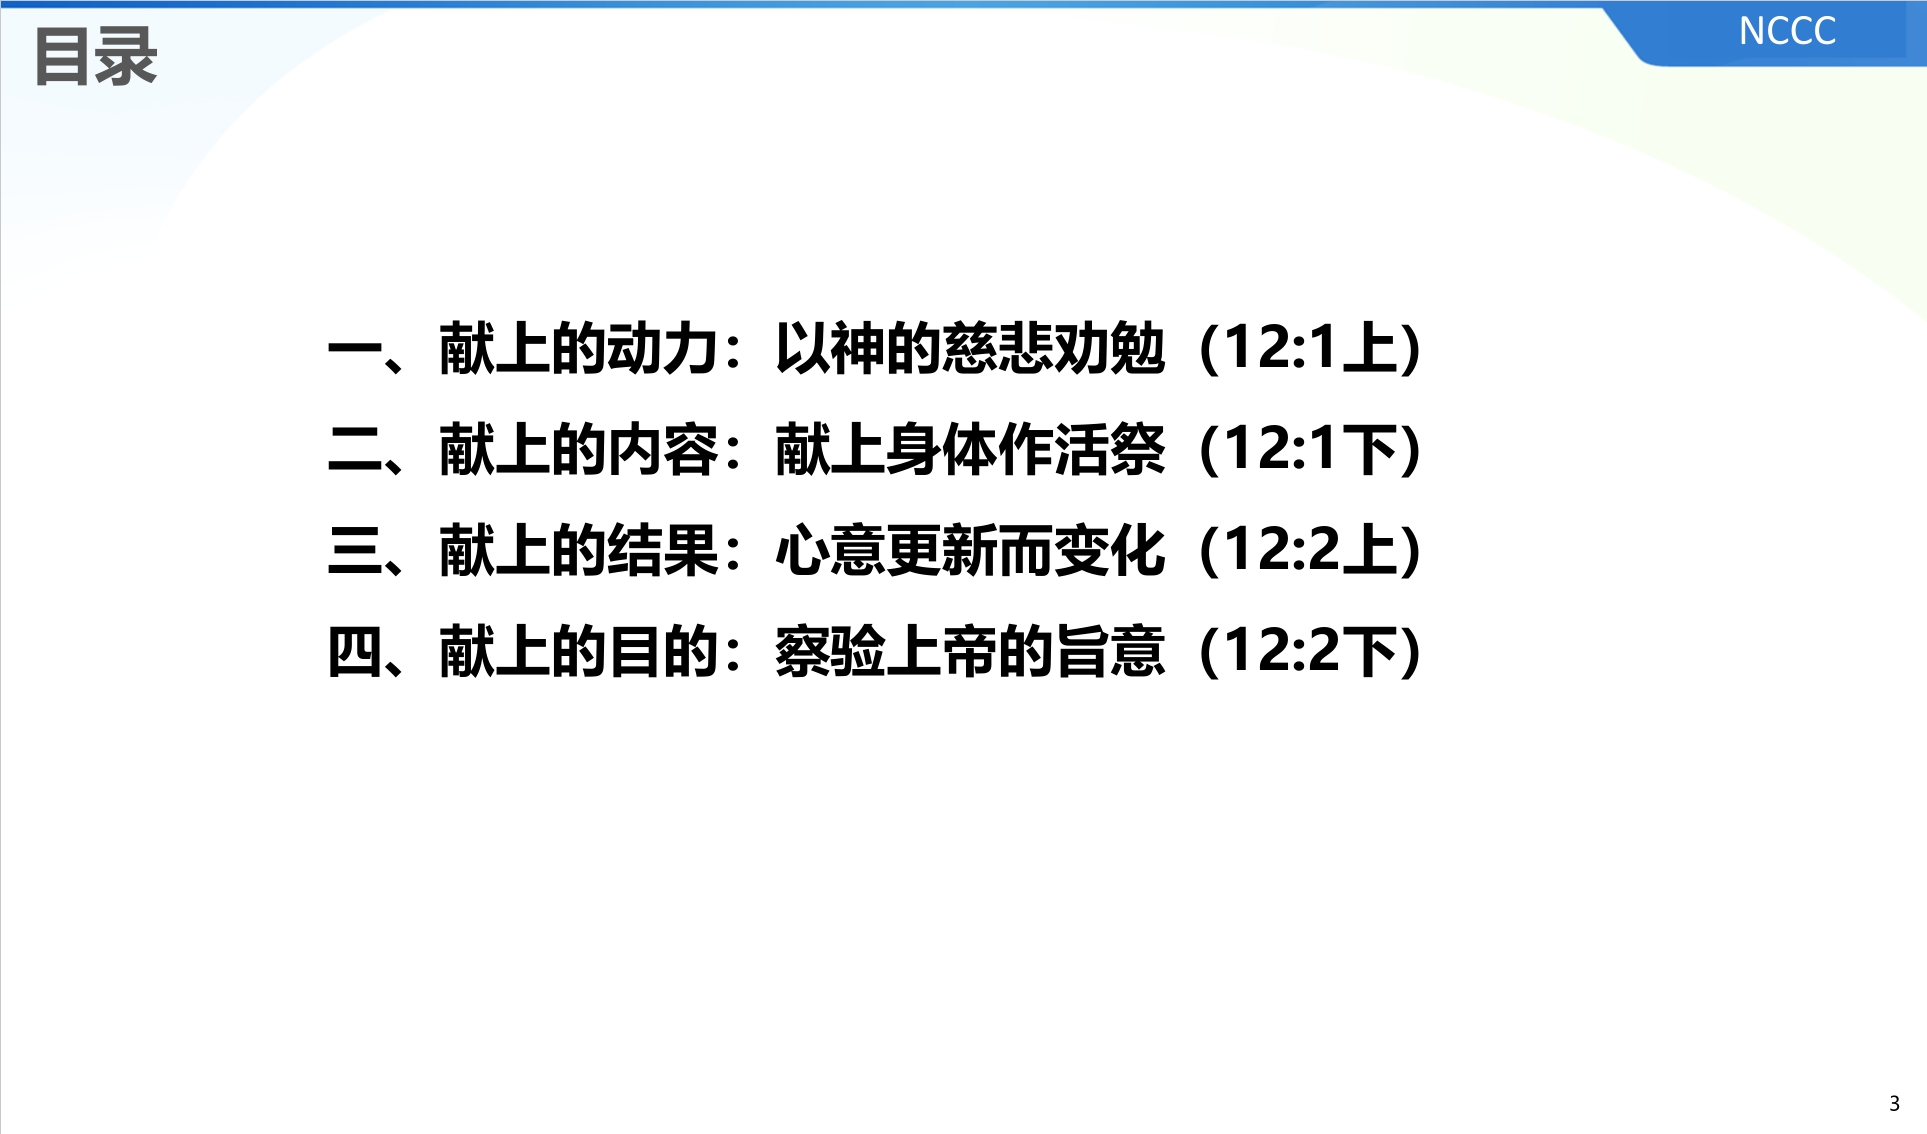 目录
NCCC
一、献上的动力：以神的慈悲劝勉（12:1上）
二、献上的内容：献上身体作活祭（12:1下）
三、献上的结果：心意更新而变化（12:2上）
四、献上的目的：察验上帝的旨意（12:2下）
3